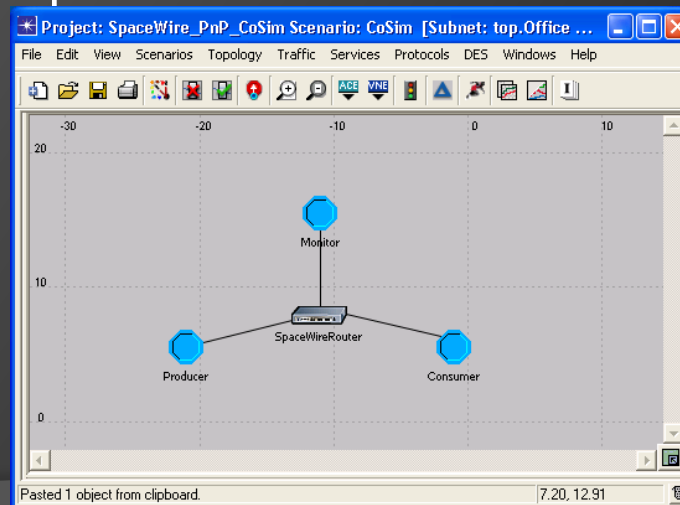 Project: SpaceWire_PnP_CoSim Scenario: CoSim [Subnet: top.Office ...
File Edit View Scenarios Topology Traffic Services Protocols DES Windows Help
ACE VNE
-30 -20 -10 0 10
20
Monitor
10
SpaceWireRouter
Producer Consumer
0
Pasted 1 object from clipboard. 7.20, 12.91